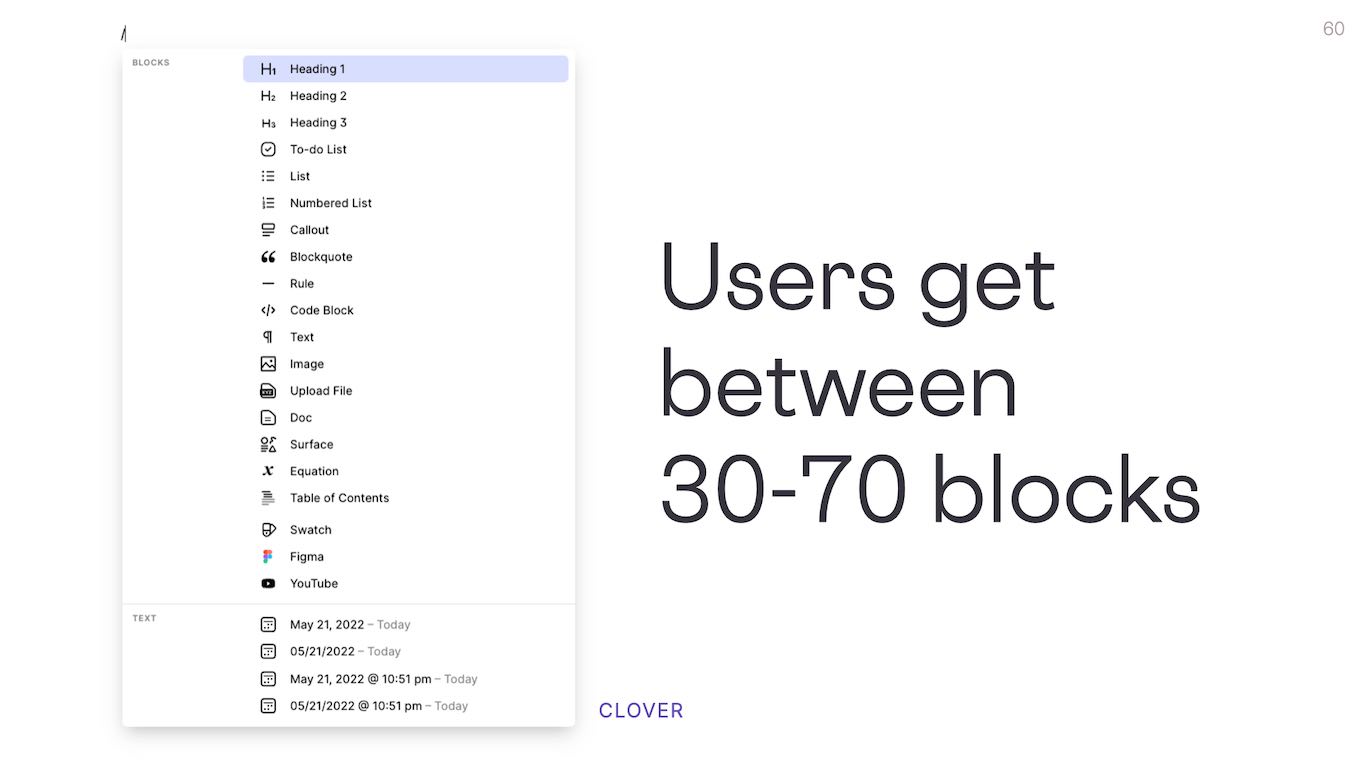 /
60
BLOCKS
H1 Heading 1
H2 Heading 2
H3 Heading 3
To-do List
List
Numbered List
Callout
Blockquote
Rule
Code Block
Text
Image
Upload File
Doc
Surface
Equation
Table of Contents
Swatch
Figma
YouTube
TEXT
May 21, 2022 – Today
05/21/2022 – Today
May 21, 2022 @ 10:51 pm – Today
05/21/2022 @ 10:51 pm – Today
Users get
between
30-70 blocks
CLOVER